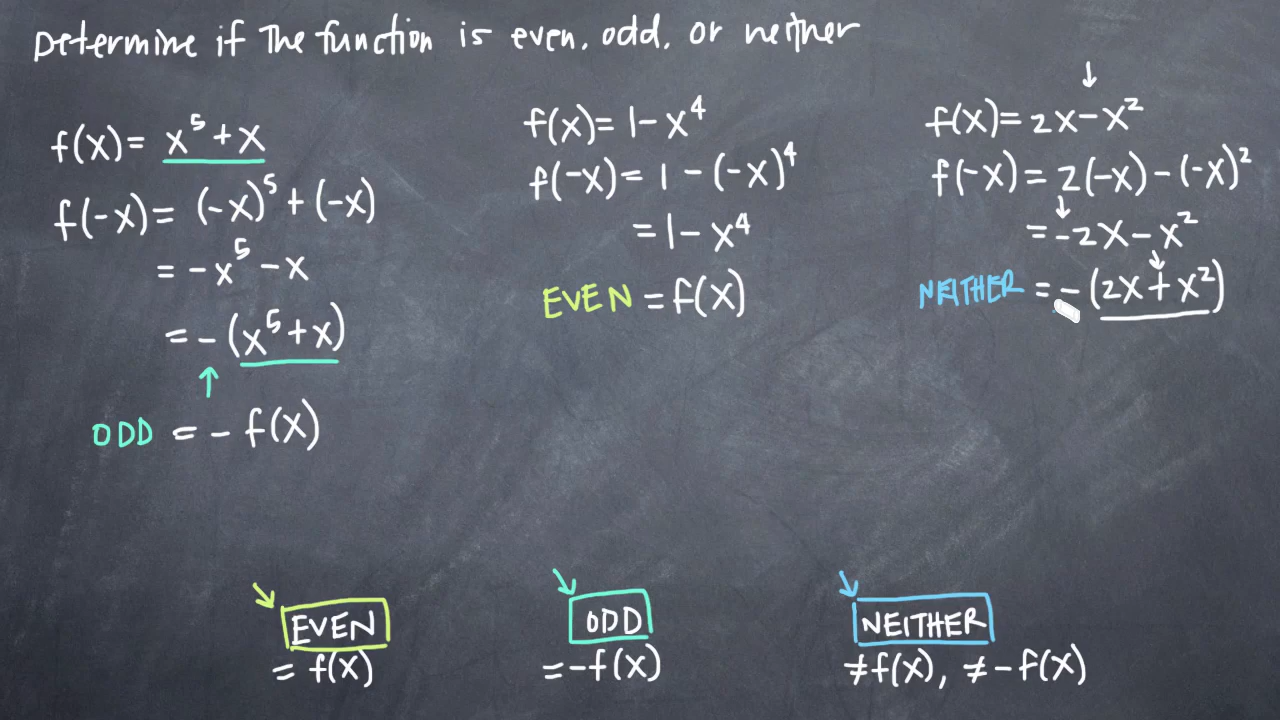 Determine if the function is even, odd, or neither
f(x) = x⁵ + x
f(-x) = (-x)⁵ + (-x)
= -x⁵ - x
= -(x⁵ + x)
ODD = -f(x)
f(x) = 1 - x⁴
f(-x) = 1 - (-x)⁴
= 1 - x⁴
EVEN = f(x)
f(x) = 2x - x²
f(-x) = 2(-x) - (-x)²
= -2x - x²
NEITHER = -(2x + x²)
EVEN
= f(x)
ODD
= -f(x)
NEITHER
≠ f(x), ≠ -f(x)